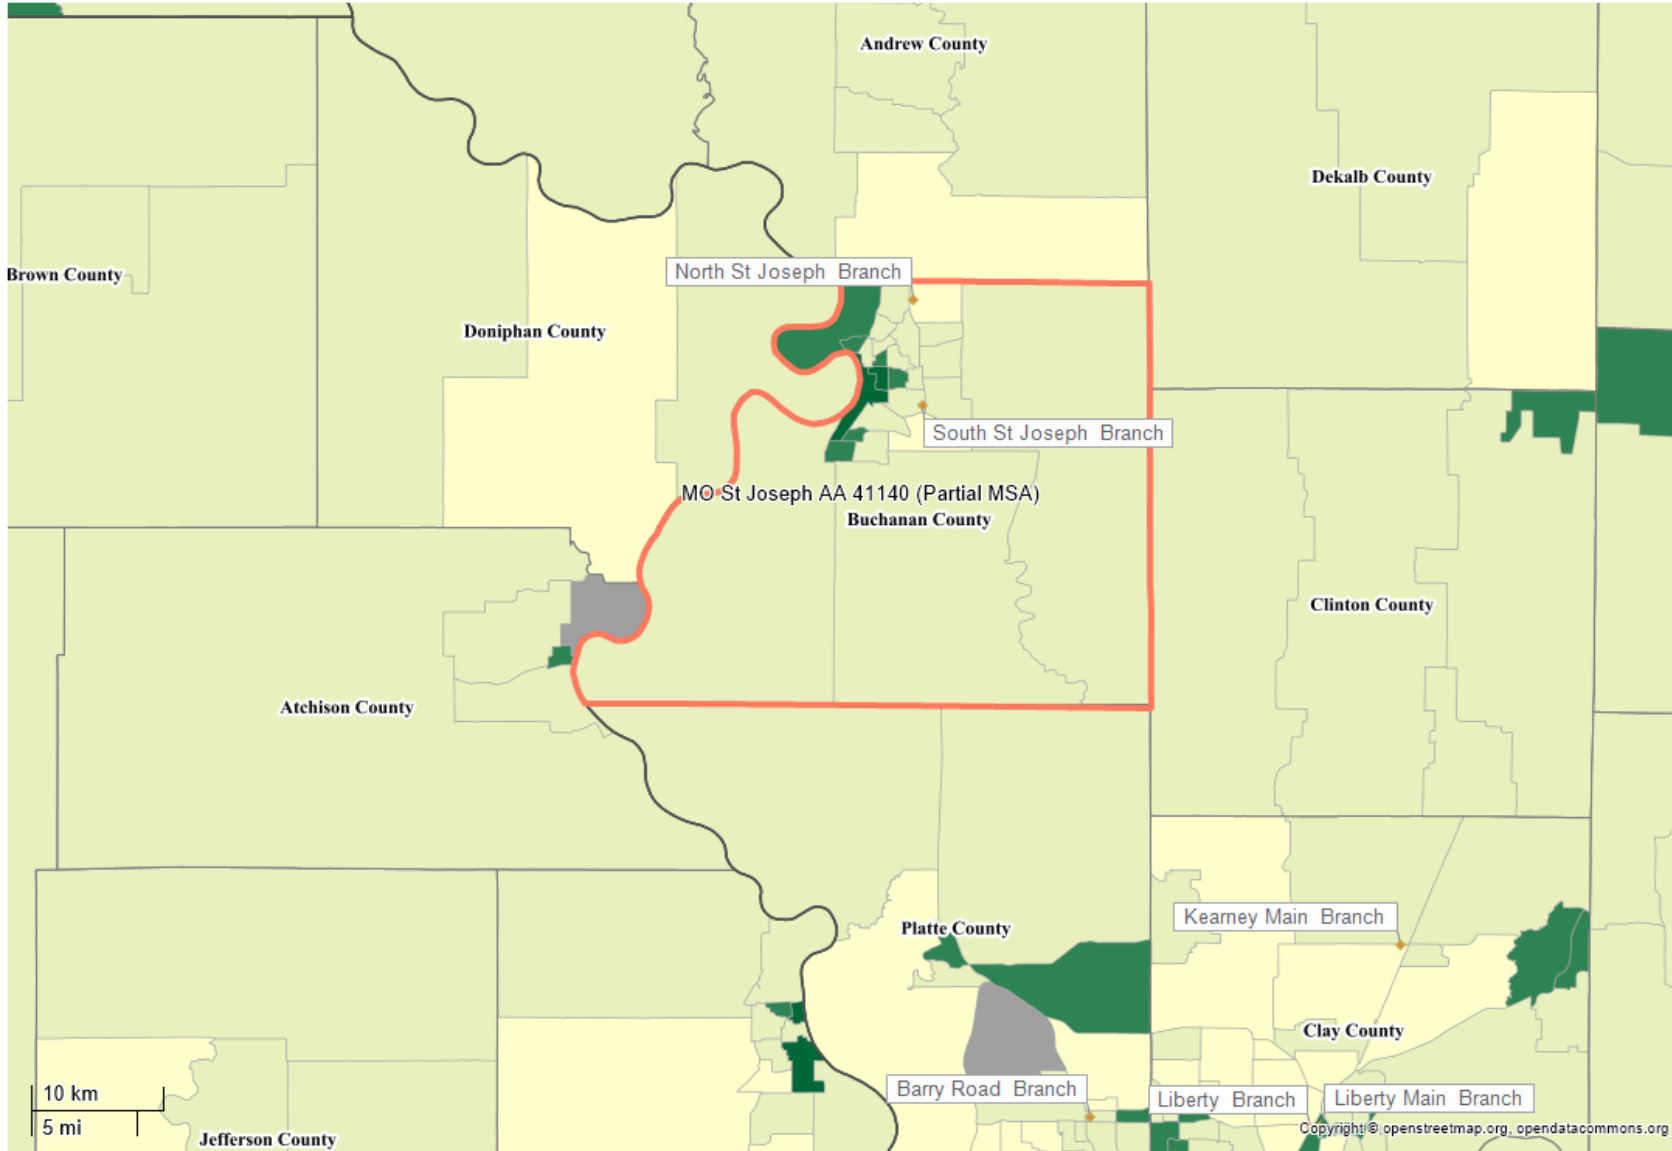 Andrew County
Dekalb County
North St Joseph Branch
Brown County
Doniphan County
South St Joseph Branch
MO St Joseph AA 41140 (Partial MSA)
Buchanan County
Clinton County
Atchison County
Kearney Main Branch
Platte County
Clay County
10 km
5 mi
Barry Road Branch
Liberty Branch
Liberty Main Branch
Jefferson County
Copyright © openstreetmap.org, opendatacommons.org